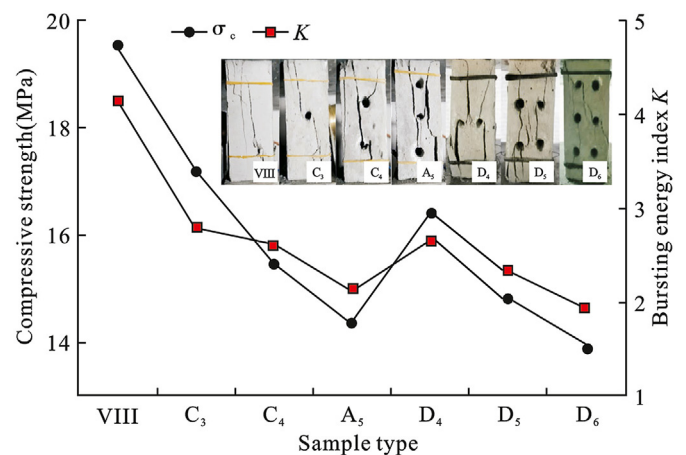 20
18
16
14
Compressive strength(MPa)
σc K
VIII C3 C4 A5 D4 D5 D6
5
4
3
2
1
Bursting energy index K
VIII C3 C4 A5 D4 D5 D6
Sample type